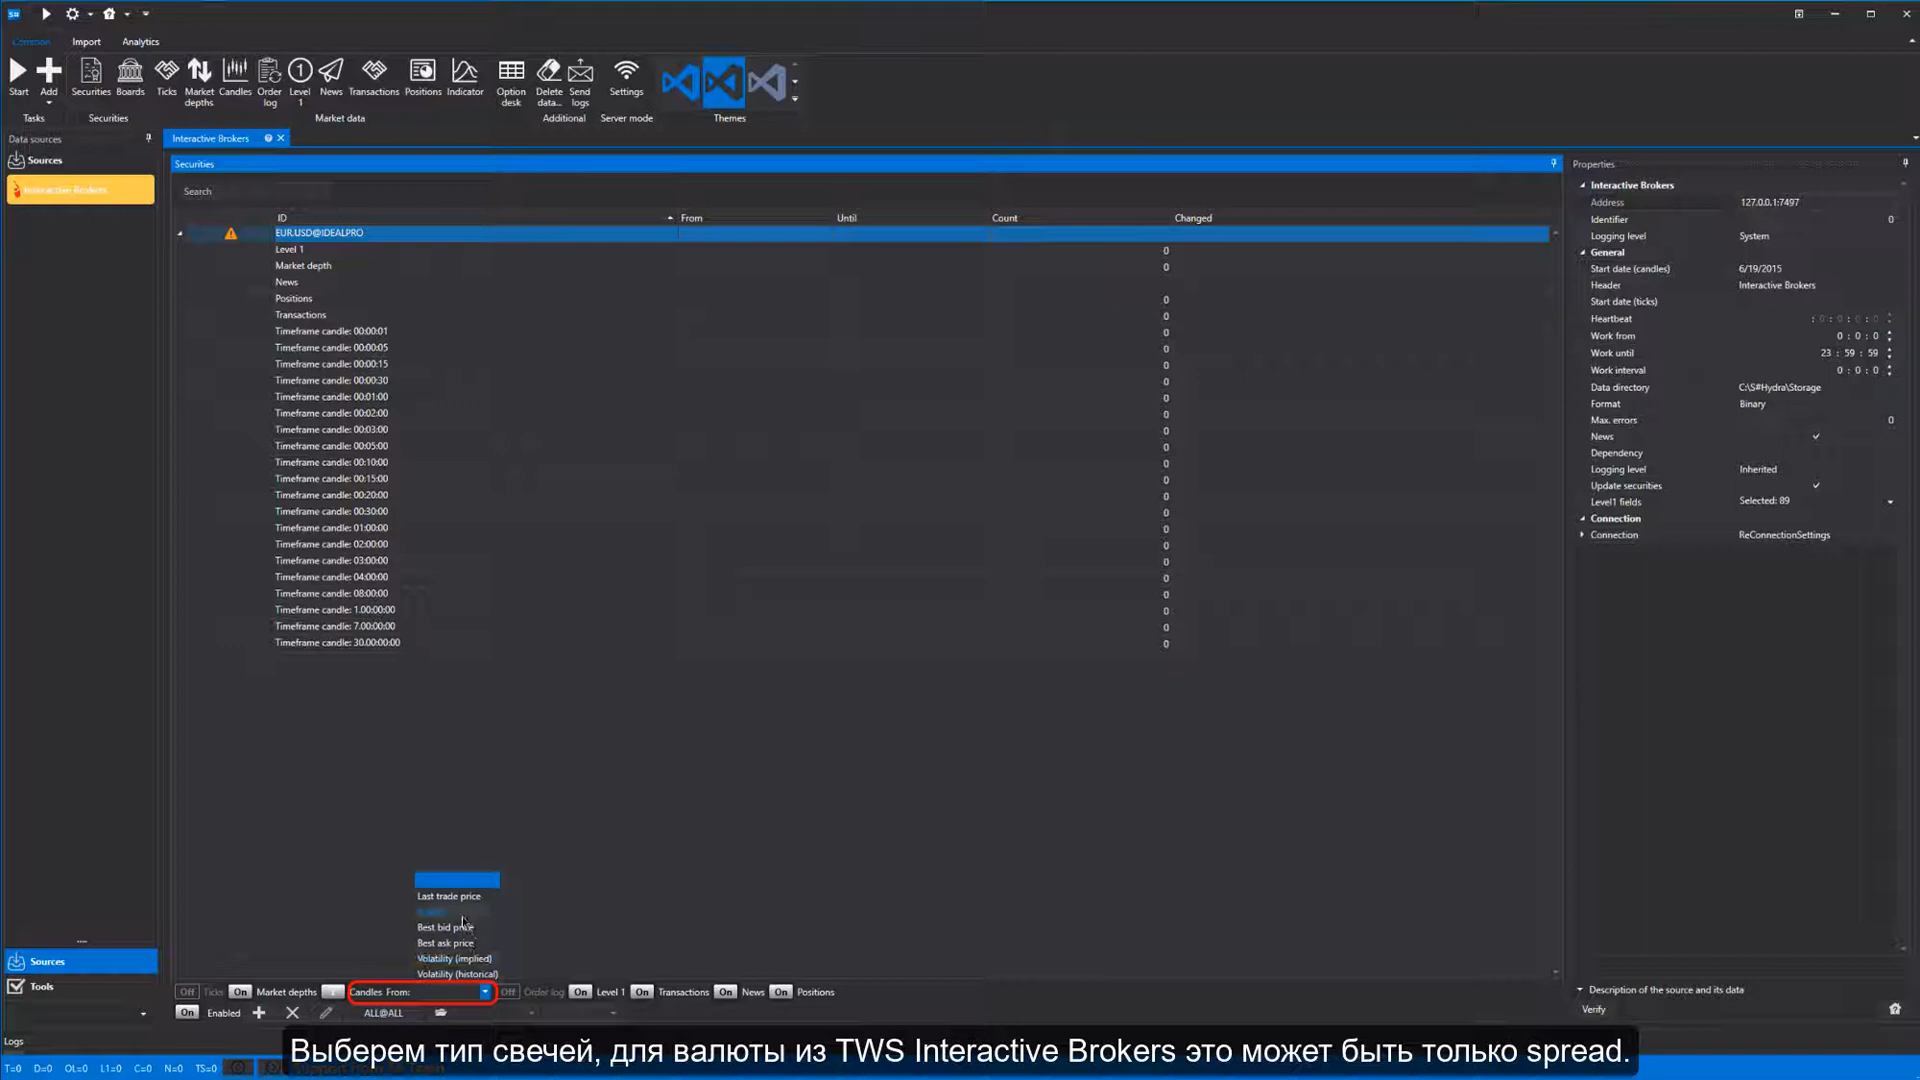 S#
Common Import Analytics
Start Add Securities Boards Ticks Market depths Candles Order log Level 1 News Transactions Positions Indicator Option desk Delete data... Send logs Settings
Tasks Securities Market data Additional Server mode Themes
Data sources
Sources
Interactive Brokers
Interactive Brokers
Securities
Search
ID From Until Count Changed
EUR.USD@IDEALPRO
Level 1 0
Market depth 0
News
Positions 0
Transactions 0
Timeframe candle: 00:00:01 0
Timeframe candle: 00:00:05 0
Timeframe candle: 00:00:15 0
Timeframe candle: 00:00:30 0
Timeframe candle: 00:01:00 0
Timeframe candle: 00:02:00 0
Timeframe candle: 00:03:00 0
Timeframe candle: 00:05:00 0
Timeframe candle: 00:10:00 0
Timeframe candle: 00:15:00 0
Timeframe candle: 00:20:00 0
Timeframe candle: 00:30:00 0
Timeframe candle: 01:00:00 0
Timeframe candle: 02:00:00 0
Timeframe candle: 03:00:00 0
Timeframe candle: 04:00:00 0
Timeframe candle: 08:00:00 0
Timeframe candle: 1.00:00:00 0
Timeframe candle: 7.00:00:00 0
Timeframe candle: 30.00:00:00 0
Properties
Interactive Brokers
Address 127.0.0.1:7497
Identifier 0
Logging level System
General
Start date (candles) 6/19/2015
Header Interactive Brokers
Start date (ticks)
Heartbeat : 0 : 0 : 0 : 0
Work from 0 : 0 : 0
Work until 23 : 59 : 59
Work interval 0 : 0 : 0
Data directory C:\S#Hydra\Storage
Format Binary
Max. errors 0
News
Dependency
Logging level Inherited
Update securities
Level1 fields Selected: 89
Connection
Connection ReConnectionSettings
Last trade price
Best bid price
Best ask price
Volatility (implied)
Volatility (historical)
Sources
Tools
Off Ticks On Market depths Candles From: Off Order log On Level 1 On Transactions On News On Positions
On Enabled ALL@ALL
Description of the source and its data
Verify
Logs
Выберем тип свечей, для валюты из TWS Interactive Brokers это может быть только spread.
T=0 D=0 OL=0 L1=0 C=0 N=0 TS=0